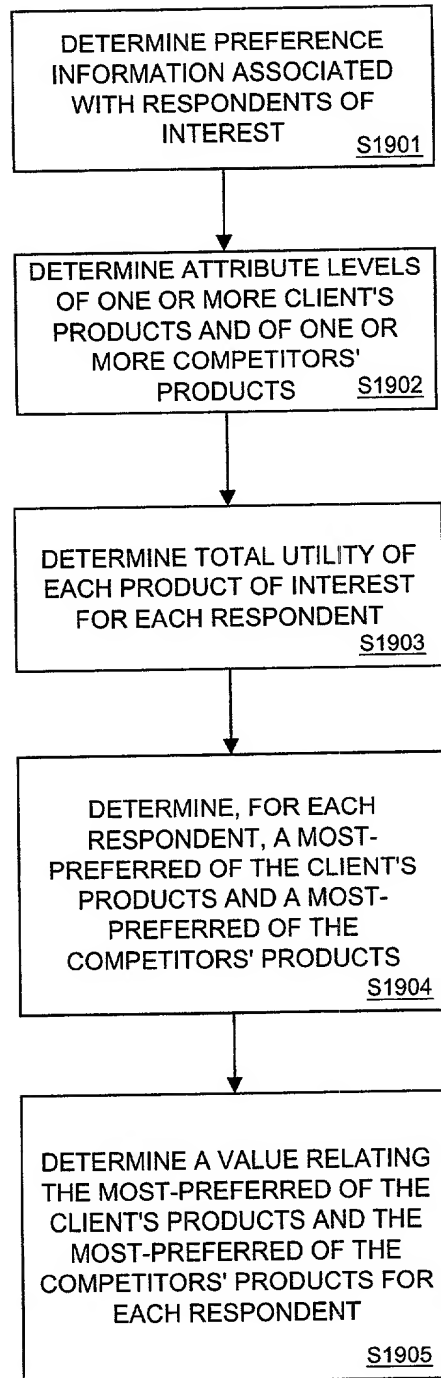 DETERMINE PREFERENCE
INFORMATION ASSOCIATED
WITH RESPONDENTS OF
INTEREST
S1901
DETERMINE ATTRIBUTE LEVELS
OF ONE OR MORE CLIENT'S
PRODUCTS AND OF ONE OR
MORE COMPETITORS'
PRODUCTS
S1902
DETERMINE TOTAL UTILITY OF
EACH PRODUCT OF INTEREST
FOR EACH RESPONDENT
S1903
DETERMINE, FOR EACH
RESPONDENT, A MOST-
PREFERRED OF THE CLIENT'S
PRODUCTS AND A MOST-
PREFERRED OF THE
COMPETITORS' PRODUCTS
S1904
DETERMINE A VALUE RELATING
THE MOST-PREFERRED OF THE
CLIENT'S PRODUCTS AND THE
MOST-PREFERRED OF THE
COMPETITORS' PRODUCTS FOR
EACH RESPONDENT
S1905